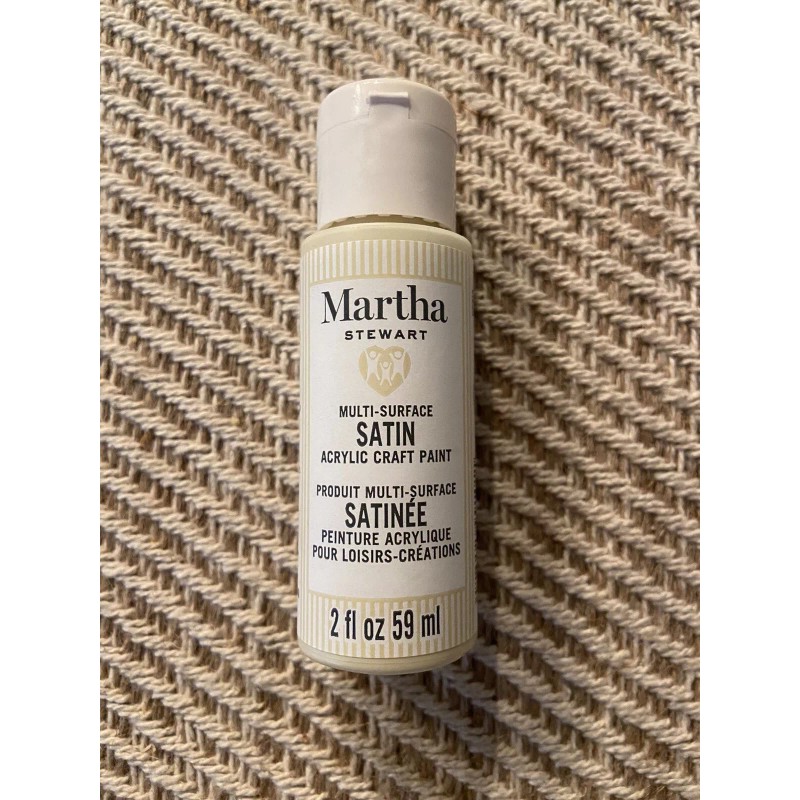 Martha
STEWART
MULTI-SURFACE
SATIN
ACRYLIC CRAFT PAINT
PRODUIT MULTI-SURFACE
SATINÉE
PEINTURE ACRYLIQUE
POUR LOISIRS-CRÉATIONS
2 fl oz 59 ml